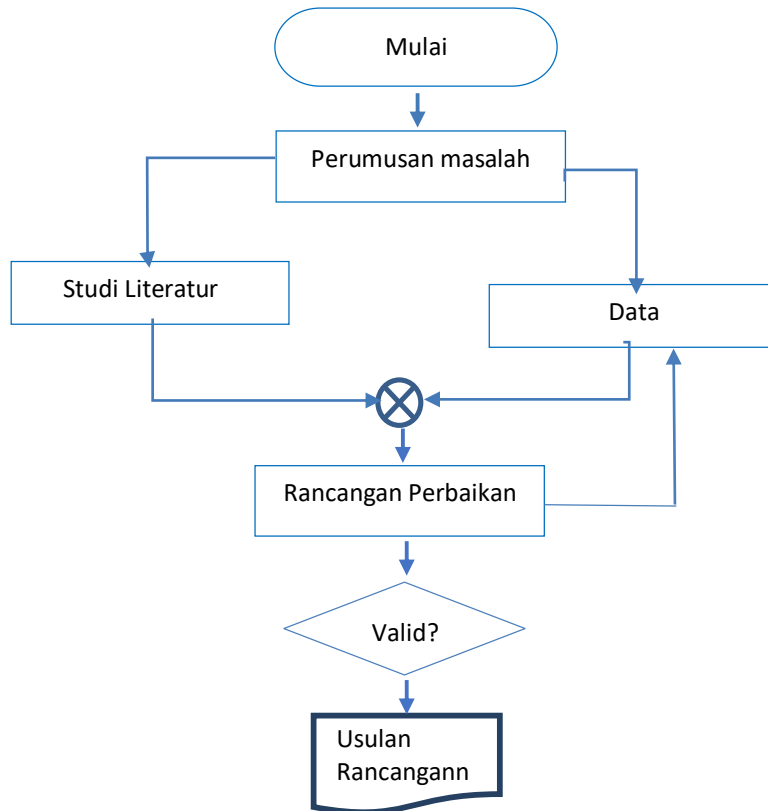 Mulai
Perumusan masalah
Studi Literatur
Data
Rancangan Perbaikan
Valid?
Usulan
Rancangann